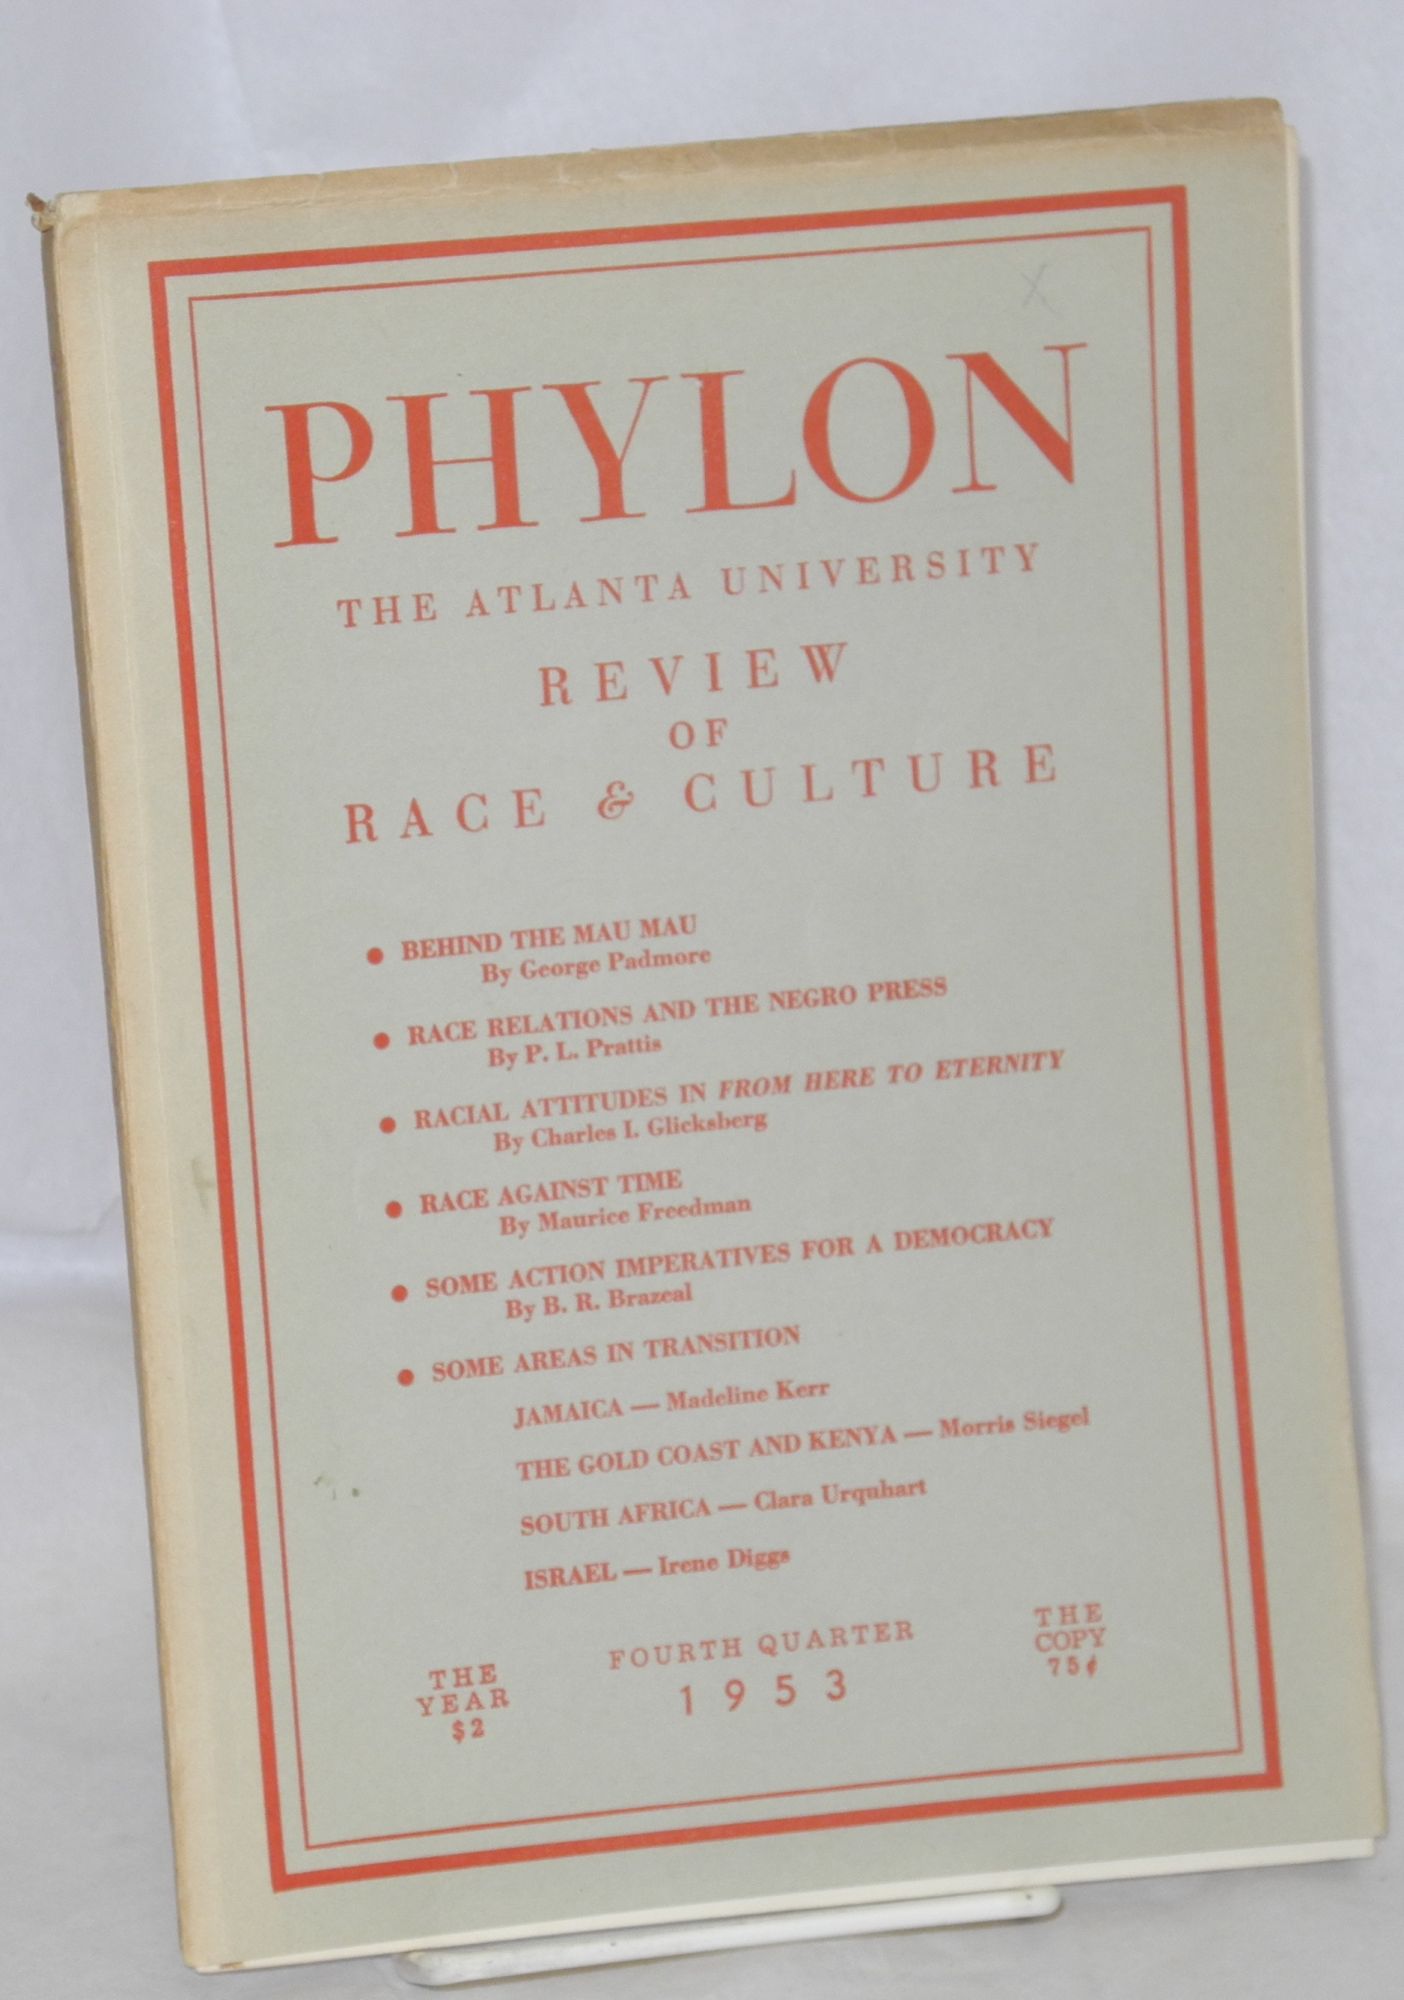 PHYLON
THE ATLANTA UNIVERSITY
REVIEW
OF
RACE & CULTURE
● BEHIND THE MAU MAU
By George Padmore
● RACE RELATIONS AND THE NEGRO PRESS
By P. L. Prattis
● RACIAL ATTITUDES IN FROM HERE TO ETERNITY
By Charles I. Glicksberg
● RACE AGAINST TIME
By Maurice Freedman
● SOME ACTION IMPERATIVES FOR A DEMOCRACY
By B. R. Brazeal
● SOME AREAS IN TRANSITION
JAMAICA — Madeline Kerr
THE GOLD COAST AND KENYA — Morris Siegel
SOUTH AFRICA — Clara Urquhart
ISRAEL — Irene Diggs
THE
YEAR
$2
FOURTH QUARTER
1953
THE
COPY
75¢